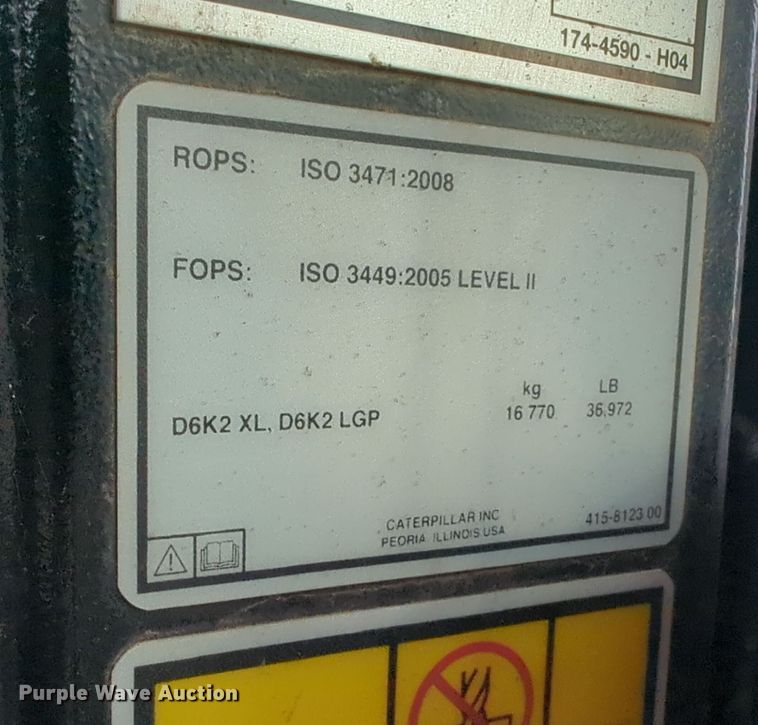 174-4590 - H04
ROPS: ISO 3471:2008
FOPS: ISO 3449:2005 LEVEL II
kg LB
D6K2 XL, D6K2 LGP 16 770 36,972
CATERPILLAR INC 415-8123 00
PEORIA, ILLINOIS USA
Purple Wave Auction